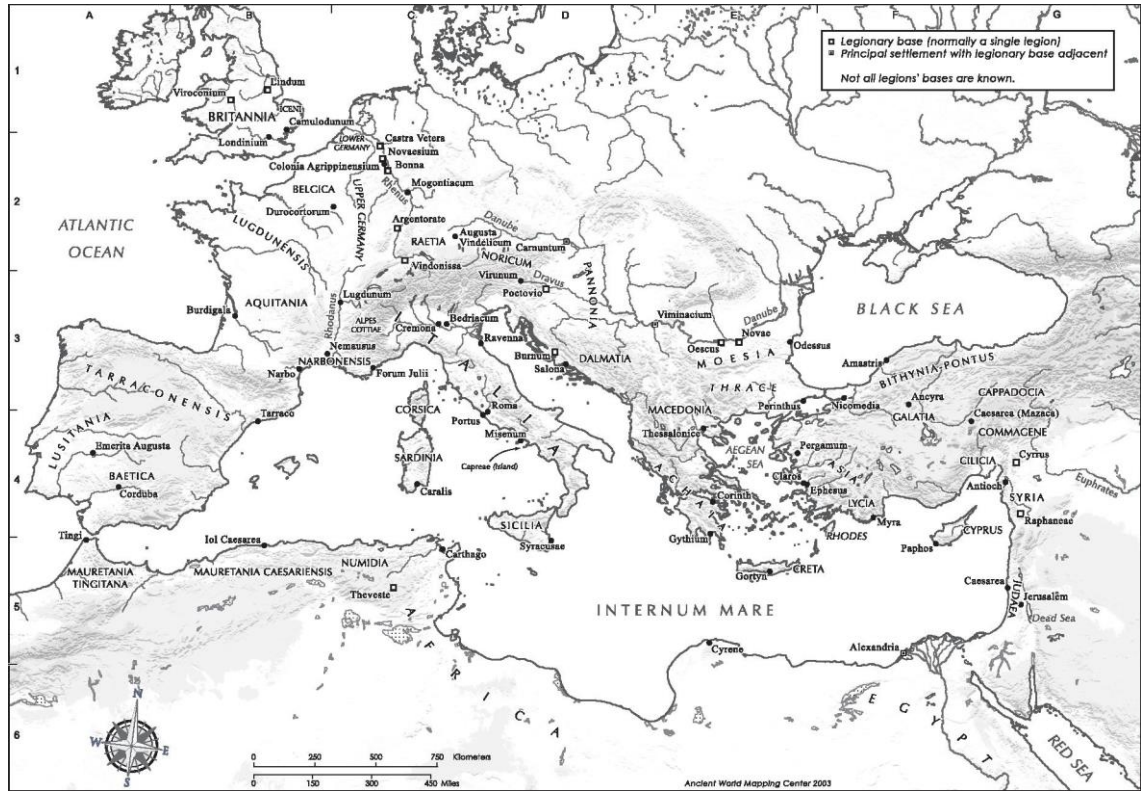 A B C D E F G
Legionary base (normally a single legion)
Principal settlement with legionary base adjacent
Not all legions' bases are known.
1
Lindum
Viroconium
ICENI
BRITANNIA
Camulodunum
Londinium
LOWER
GERMANY
Castra Vetera
Novaesium
Colonia Agrippinensium
Bonna
Rhenus
Mogontiacum
BELGICA
UPPER GERMANY
2
Durocortorum
ATLANTIC
OCEAN
LUGDUNENSIS
Argentorate
RAETIA
Augusta
Vindelicum
Danube
Carnuntum
NORICUM
Vindonissa
Virunum
Dravus
Poetovio
PANNONIA
AQUITANIA
Lugdunum
Rhodanus
Burdigala
ALPES
COTTIAE
Cremona
Bedriacum
Ravenna
Viminacium
Danube
BLACK SEA
3
Nemausus
NARBONENSIS
Narbo
Forum Julii
ITALIA
Burnum
Salona
DALMATIA
Oescus
Novae
MOESIA
Odessus
Amastris
BITHYNIA-PONTUS
TARRACONENSIS
THRACE
CAPPADOCIA
Ancyra
GALATIA
Caesarea (Mazaca)
COMMAGENE
CORSICA
Roma
Portus
Perinthus
Nicomedia
MACEDONIA
Thessalonice
Tarraco
LUSITANIA
Emerita Augusta
Misenum
Capreae (Island)
SARDINIA
AEGEAN
SEA
Pergamum
ASIA
CILICIA
Cyrrus
4
BAETICA
Corduba
Caralis
ACHAYA
Claros
Ephesus
Corinth
LYCIA
Antioch
SYRIA
Euphrates
Raphaneae
SICILIA
Syracusae
Gythium
Myra
RHODES
CYPRUS
Paphos
Tingi
Iol Caesarea
Carthago
MAURETANIA
TINGITANA
MAURETANIA CAESARIENSIS
NUMIDIA
Theveste
Gortyn
CRETA
Caesarea
JUDAEA
Jerusalem
Dead Sea
5
INTERNUM MARE
AFRICA
Cyrene
Alexandria
EGYPT
RED SEA
6
N
W E
S
0 250 500 750 Kilometers
0 150 300 450 Miles
Ancient World Mapping Center 2003